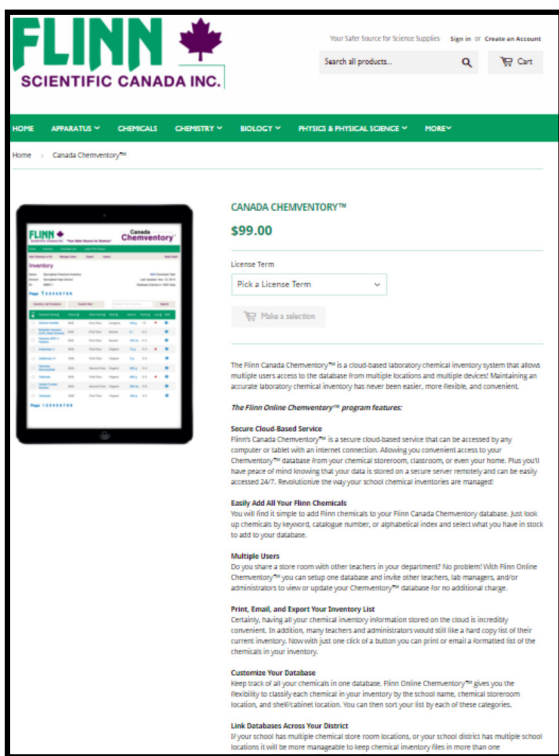 FLINN
SCIENTIFIC CANADA INC.
Your Safer Source for Science Supplies Sign in or Create an Account
Search all products... Cart
HOME APPARATUS CHEMICALS CHEMISTRY BIOLOGY PHYSICS & PHYSICAL SCIENCE MORE
Home › Canada Chemventory™
FLINN Canada
Chemventory
Inventory
CANADA CHEMVENTORY™
$99.00
License Term
Pick a License Term
Make a selection
The Flinn Canada Chemventory™ is a cloud-based laboratory chemical inventory system that allows
multiple users access to the database from multiple locations and multiple devices! Maintaining an
accurate laboratory chemical inventory has never been easier, more flexible, and convenient.
The Flinn Online Chemventory™ program features:
Secure Cloud-Based Service
Flinn's Canada Chemventory™ is a secure cloud-based service that can be accessed by any
computer or tablet with an internet connection. Allowing you convenient access to your
Chemventory™ database from your chemical storeroom, classroom, or even your home. Plus you'll
have peace of mind knowing that your data is stored on a secure server remotely and can be easily
accessed 24/7. Revolutionize the way your school chemical inventories are managed!
Easily Add All Your Flinn Chemicals
You will find it simple to add Flinn chemicals to your Flinn Canada Chemventory database. Just look
up chemicals by keyword, catalogue number, or alphabetical index and select what you have in stock
to add to your database.
Multiple Users
Do you share a store room with other teachers in your department? No problem! With Flinn Online
Chemventory™ you can setup one database and invite other teachers, lab managers, and/or
administrators to view or update your Chemventory™ database for no additional charge.
Print, Email, and Export Your Inventory List
Certainly, having all your chemical inventory information stored on the cloud is incredibly
convenient. In addition, many teachers and administrators would still like a hard copy list of their
current inventory. Now with just one click of a button you can print or email a formatted list of the
chemicals in your inventory.
Customize Your Database
Keep track of all your chemicals in one database. Flinn Online Chemventory™ gives you the
flexibility to classify each chemical in your inventory by the school name, chemical storeroom
location, and shelf/cabinet location. You can then sort your list by each of these categories.
Link Databases Across Your District
If your school has multiple chemical store room locations, or your school district has multiple school
locations it will be more manageable to keep chemical inventory files in more than one